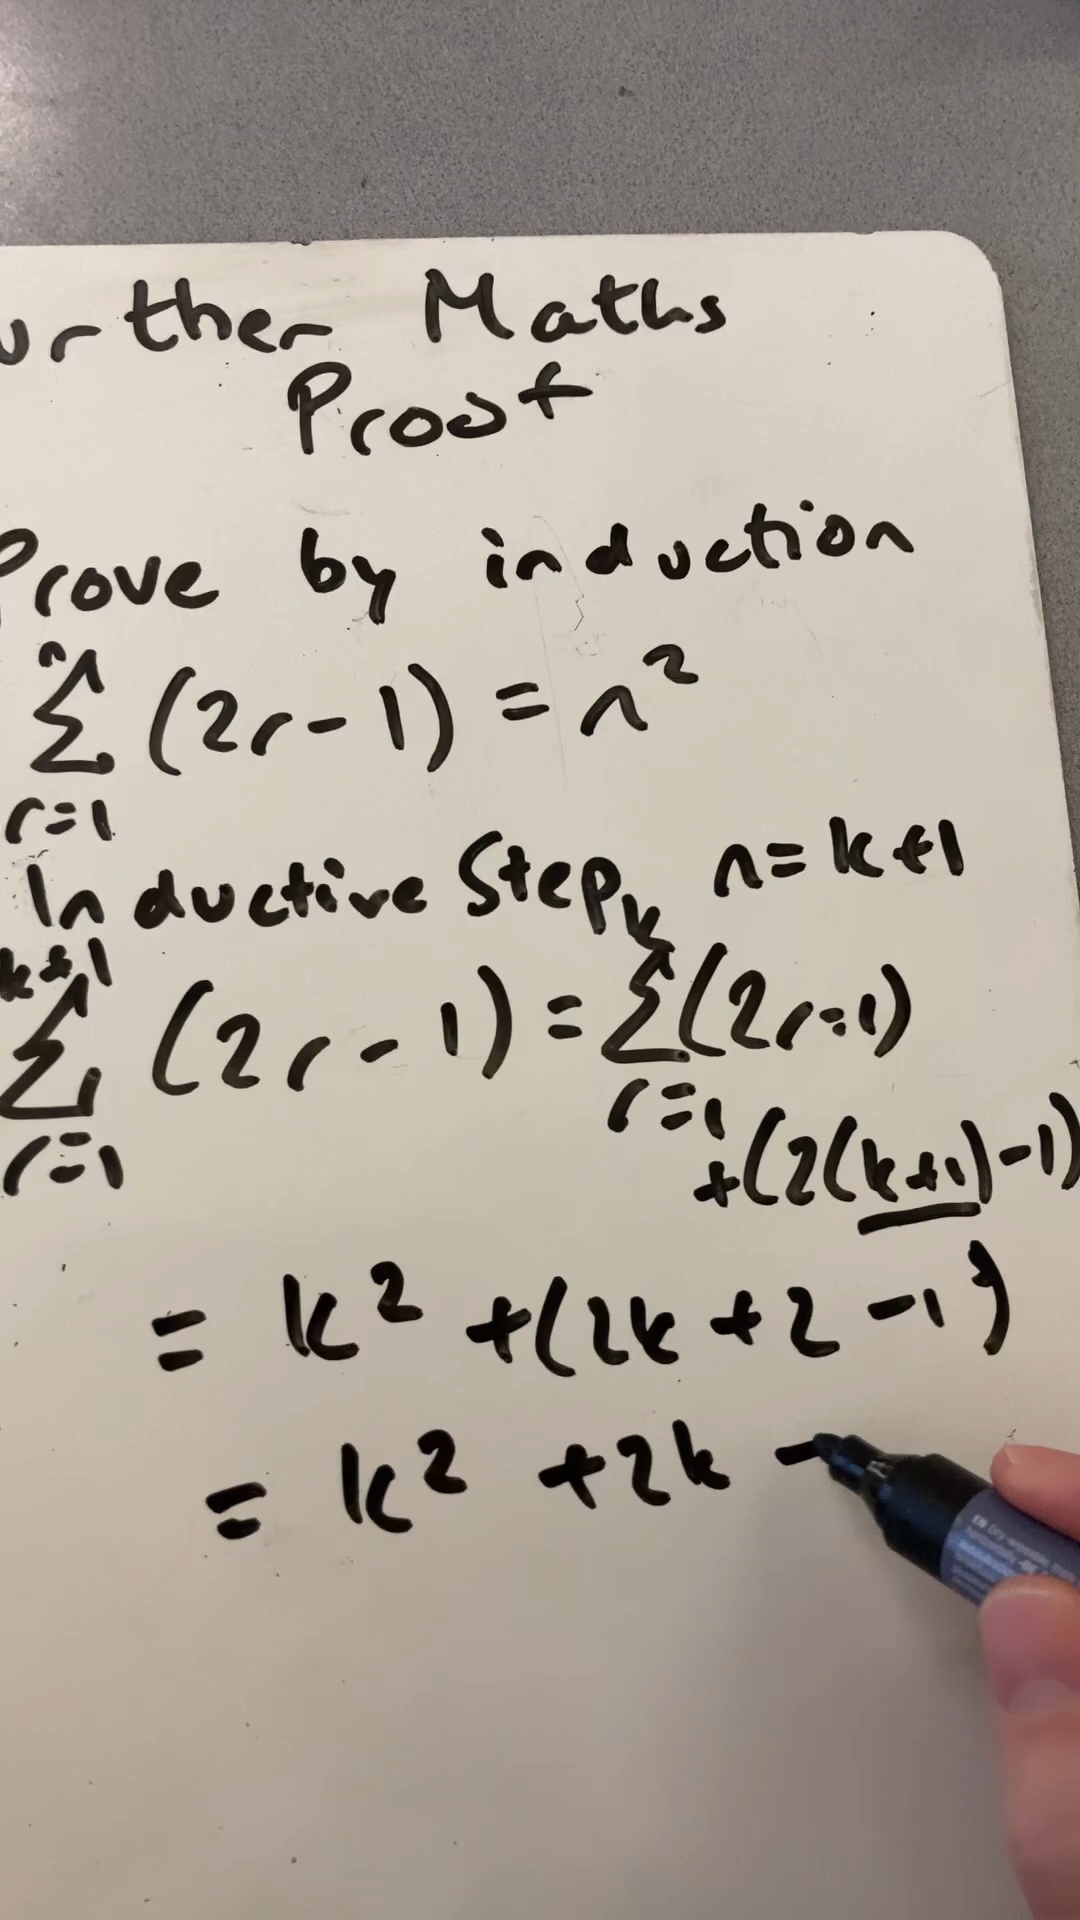 urther Maths
Proof
Prove by induction
n
Σ (2r-1) = n²
r=1
Inductive Step n=k+1
k+1 k
Σ (2r-1) = Σ(2r=1)
r=1 r=1
+(2(k+1)-1)
= k² +(2k+2-1)
= k² +2k -